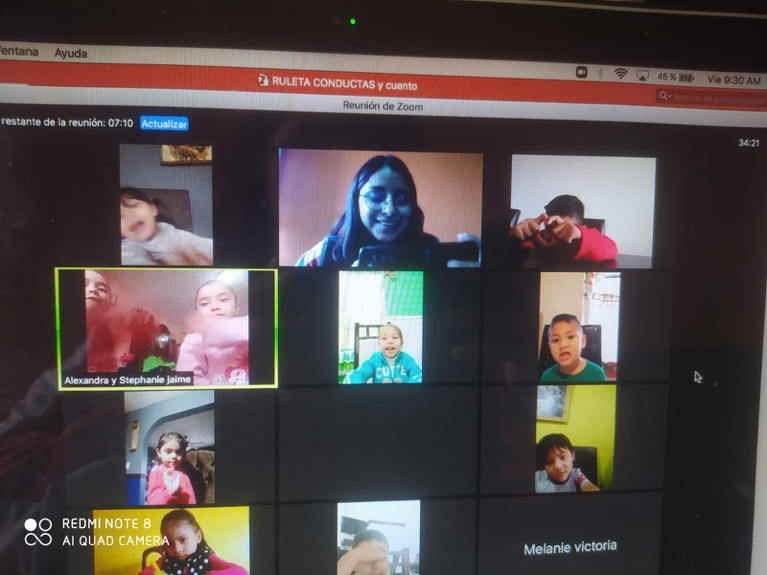 Ventana Ayuda
45 % Vie 9:30 AM
RULETA CONDUCTAS y cuento
Reunión de Zoom
restante de la reunión: 07:10 Actualizar
34:21
Alexandra y Stephanie jaime
CUTE
REDMI NOTE 8
AI QUAD CAMERA
Melanie victoria